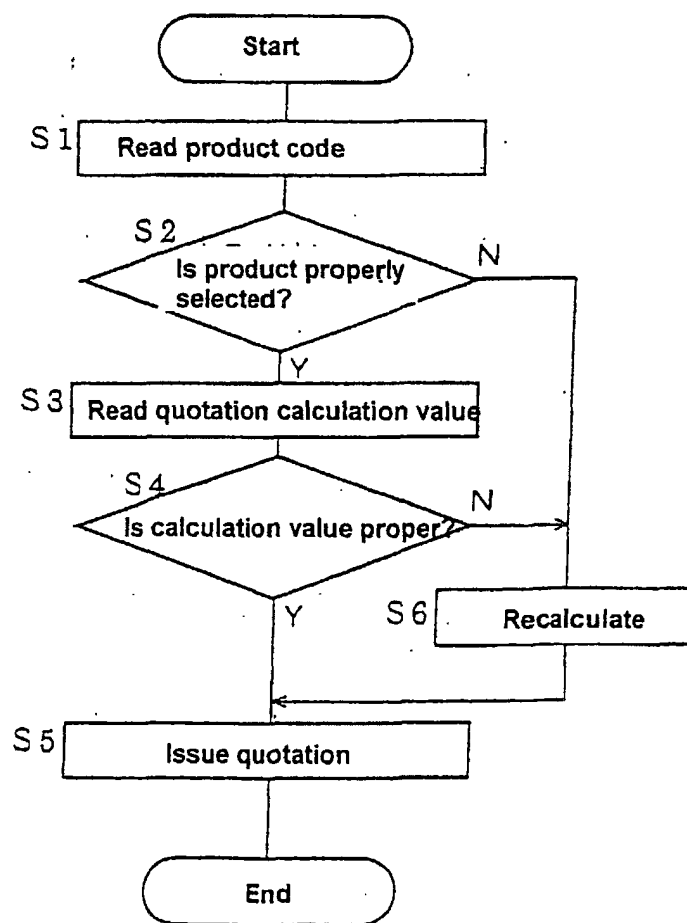 Start
S1
Read product code
S2
Is product properly
selected?
N
Y
S3
Read quotation calculation value
S4
Is calculation value proper?
N
Y
S6
Recalculate
S5
Issue quotation
End